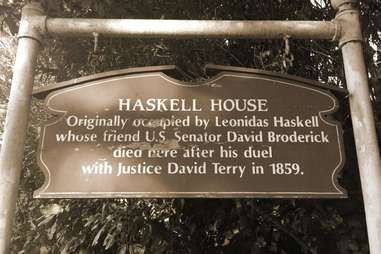 HASKELL HOUSE
Originally occupied by Leonidas Haskell
whose friend U.S. Senator David Broderick
died here after his duel
with Justice David Terry in 1859.